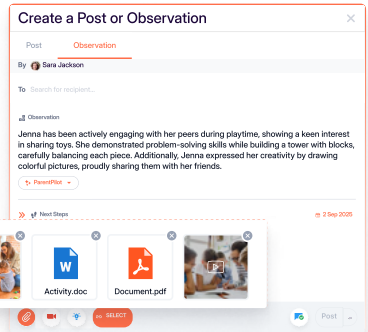 Create a Post or Observation
Post Observation
By Sara Jackson
To Search for recipient...
Observation
Jenna has been actively engaging with her peers during playtime, showing a keen interest
in sharing toys. She demonstrated problem-solving skills while building a tower with blocks,
carefully balancing each piece. Additionally, Jenna expressed her creativity by drawing
colorful pictures, proudly sharing them with her friends.
ParentPilot
Next Steps 2 Sep 2025
W
Activity.doc Document.pdf
SELECT
Post